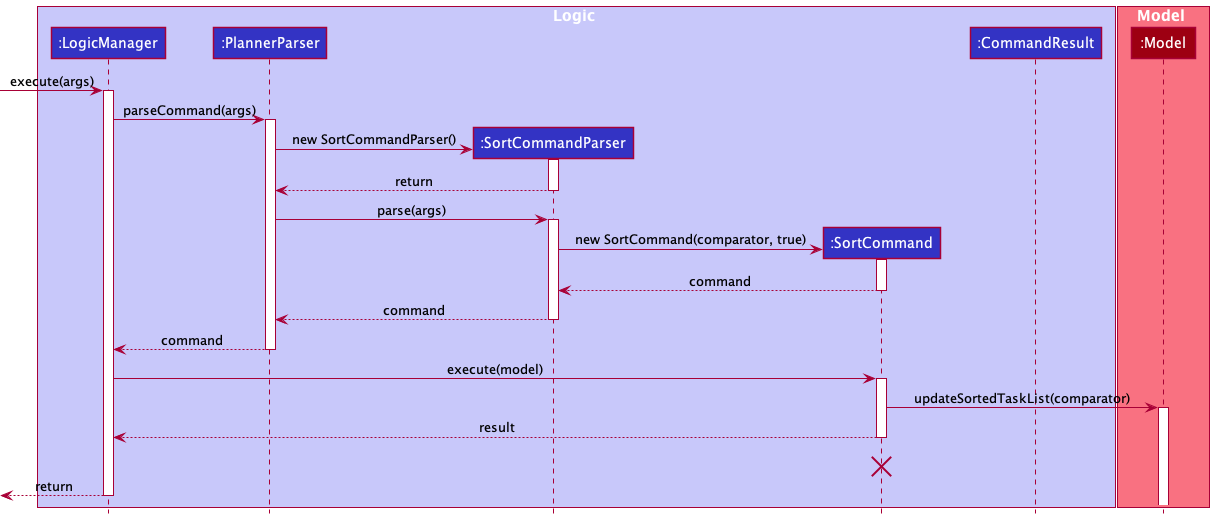 Logic
Model
:LogicManager
:PlannerParser
:CommandResult
:Model
execute(args)
parseCommand(args)
new SortCommandParser()
:SortCommandParser
return
parse(args)
new SortCommand(comparator, true)
:SortCommand
command
command
command
execute(model)
updateSortedTaskList(comparator)
result
return